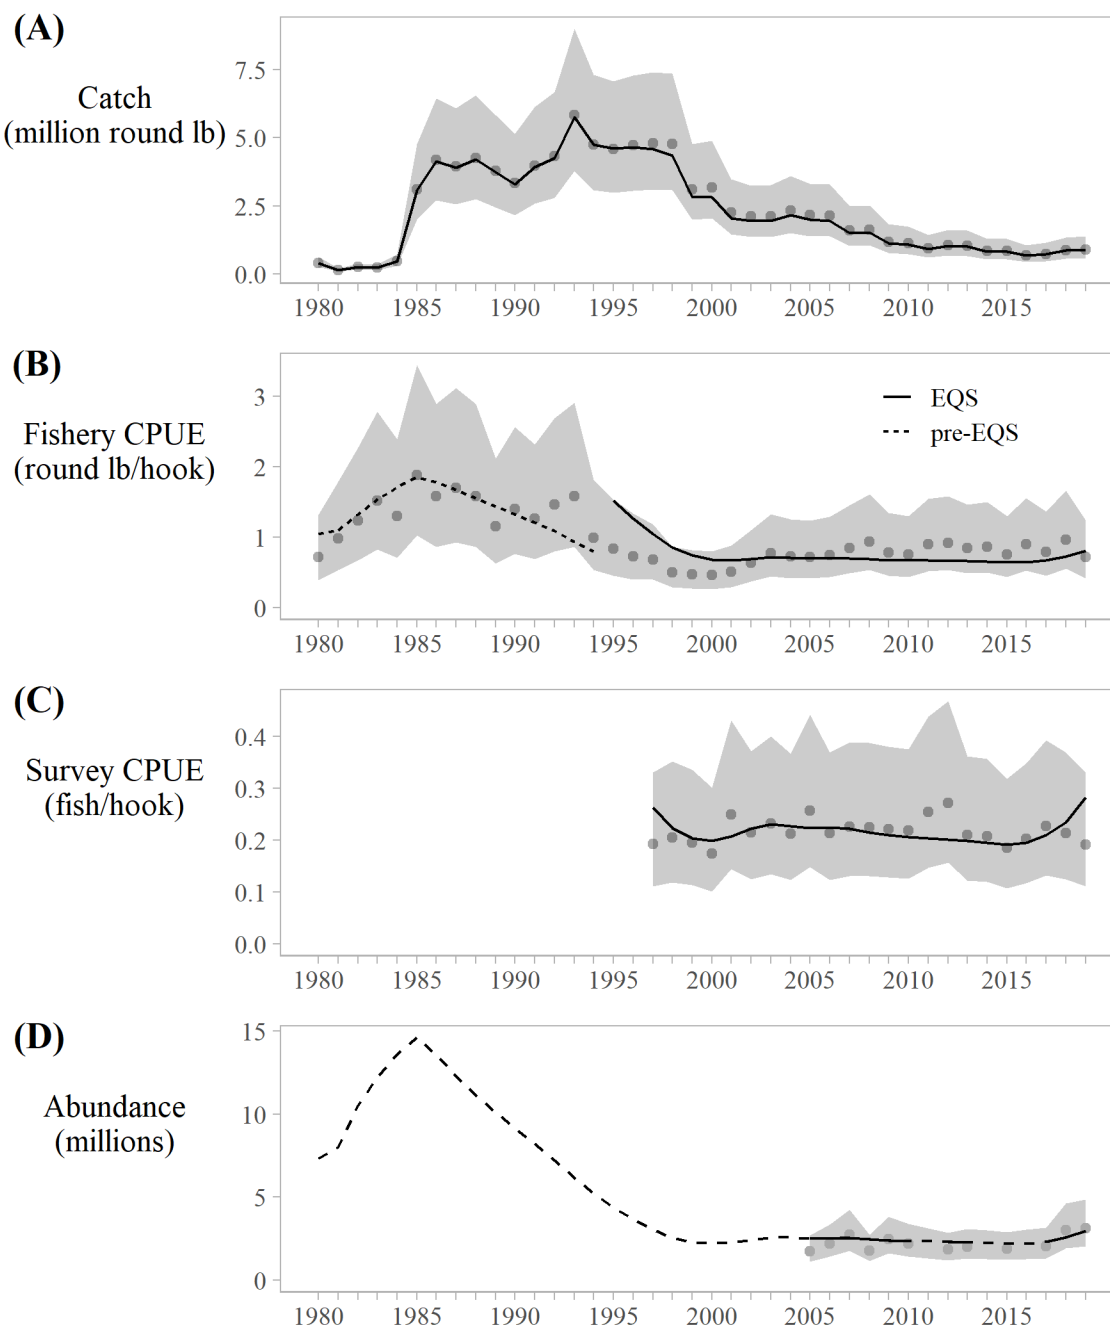 (A)
Catch
(million round lb)
7.5
5.0
2.5
0.0
1980 1985 1990 1995 2000 2005 2010 2015
(B)
Fishery CPUE
(round lb/hook)
3
2
1
0
EQS
pre-EQS
1980 1985 1990 1995 2000 2005 2010 2015
(C)
Survey CPUE
(fish/hook)
0.4
0.3
0.2
0.1
0.0
1980 1985 1990 1995 2000 2005 2010 2015
(D)
Abundance
(millions)
15
10
5
0
1980 1985 1990 1995 2000 2005 2010 2015